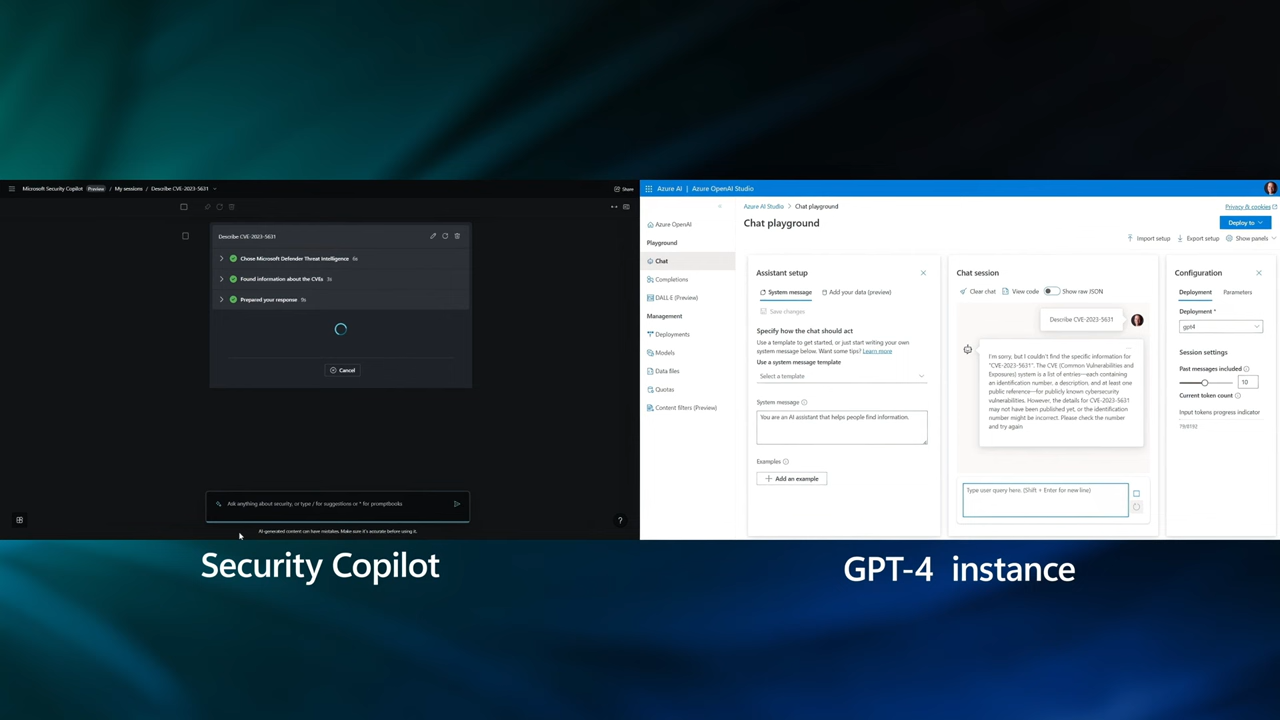 Microsoft Security Copilot Preview / My sessions / Describe CVE-2023-5631
Share
Describe CVE-2023-5631
Chose Microsoft Defender Threat Intelligence 6s
Found information about the CVEs 3s
Prepared your response 9s
Cancel
Ask anything about security, or type / for suggestions or * for promptbooks
AI-generated content can have mistakes. Make sure it's accurate before using it.
?
Security Copilot
Azure AI | Azure OpenAI Studio
Azure AI Studio > Chat playground
Privacy & cookies
Chat playground
Deploy to
Import setup
Export setup
Show panels
Azure OpenAI
Playground
Chat
Completions
DALL·E (Preview)
Management
Deployments
Models
Data files
Quotas
Content filters (Preview)
Assistant setup
System message
Add your data (preview)
Save changes
Specify how the chat should act
Use a template to get started, or just start writing your own
system message below. Want some tips? Learn more
Use a system message template
Select a template
System message
You are an AI assistant that helps people find information.
Examples
+ Add an example
Chat session
Clear chat
View code
Show raw JSON
Describe CVE-2023-5631
I'm sorry, but I couldn't find the specific information for
"CVE-2023-5631". The CVE (Common Vulnerabilities and
Exposures) system is a list of entries—each containing
an identification number, a description, and at least one
public reference—for publicly known cybersecurity
vulnerabilities. However, the details for CVE-2023-5631
may not have been published yet, or the identification
number might be incorrect. Please check the number
and try again
Type user query here. (Shift + Enter for new line)
Configuration
Deployment
Parameters
Deployment *
gpt4
Session settings
Past messages included
10
Current token count
Input tokens progress indicator
79/8192
GPT-4 instance